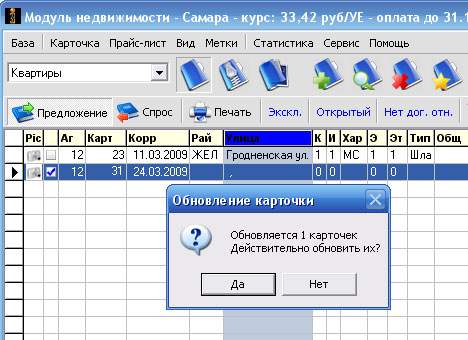 Модуль недвижимости - Самара - курс: 33,42 руб/УЕ - оплата до 31.1
База Карточка Прайс-лист Вид Метки Статистика Сервис Помощь
Квартиры
Предложение Спрос Печать Экскл. Открытый Нет дог. отн.
Pic Аг Карт Корр Рай Улица К И Хар Э Эт Тип Общ
12 23 11.03.2009 ЖЕЛ Гродненская ул. 1 1 МС 1 1 Шла
12 31 24.03.2009 , 0 0 0 0
Обновление карточки
Обновляется 1 карточек
Действительно обновить их?
Да Нет